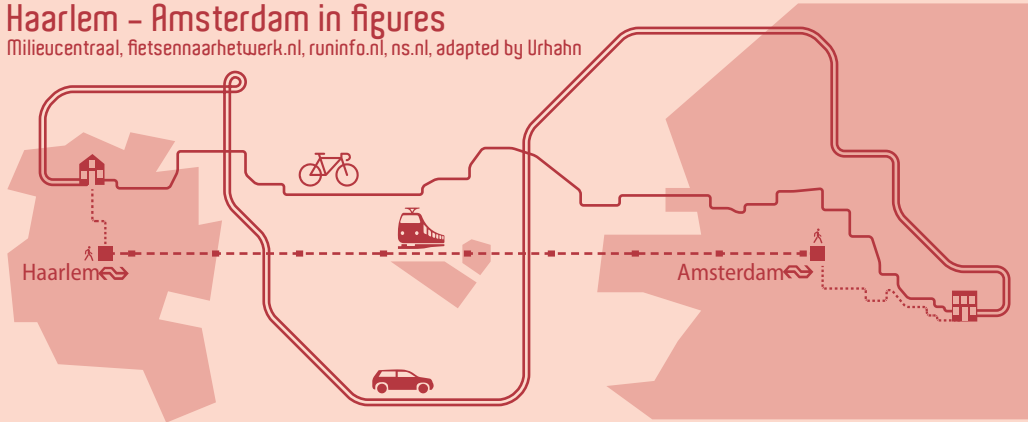 Haarlem – Amsterdam in figures
Milieucentraal, fietsennaarhetwerk.nl, runinfo.nl, ns.nl, adapted by Urhahn
Haarlem
Amsterdam